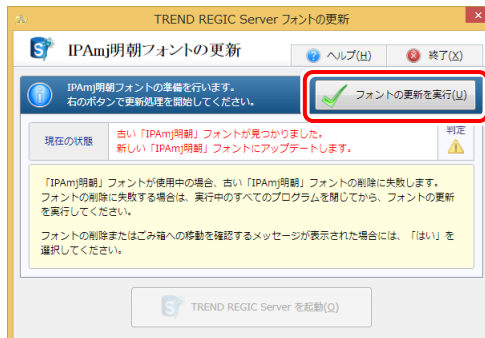 TREND REGIC Server フォントの更新
IPAmj明朝フォントの更新
ヘルプ(H)
終了(X)
IPAmj明朝フォントの準備を行います。
右のボタンで更新処理を開始してください。
フォントの更新を実行(U)
現在の状態
古い「IPAmj明朝」フォントが見つかりました。
新しい「IPAmj明朝」フォントにアップデートします。
判定
「IPAmj明朝」フォントが使用中の場合、古い「IPAmj明朝」フォントの削除に失敗します。
フォントの削除に失敗する場合は、実行中のすべてのプログラムを閉じてから、フォントの更新
を実行してください。
フォントの削除またはごみ箱への移動を確認するメッセージが表示された場合には、「はい」を
選択してください。
TREND REGIC Server を起動(O)